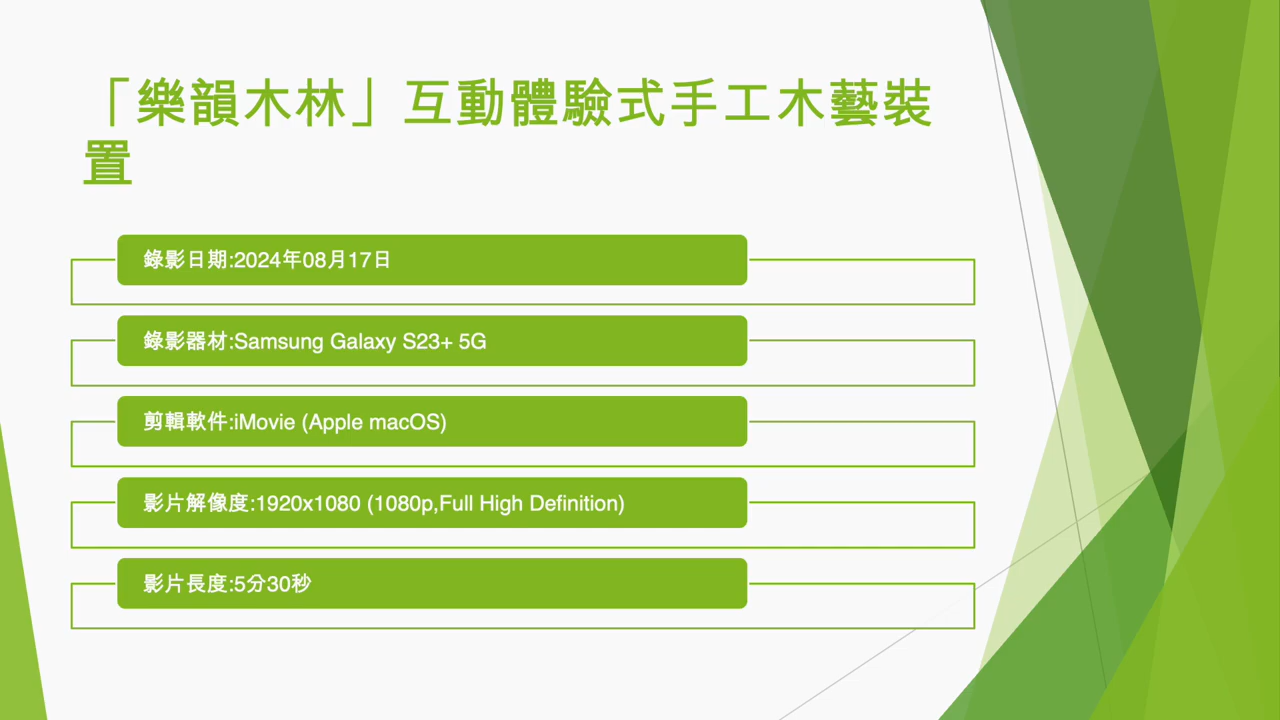 「樂韻木林」互動體驗式手工木藝裝
置
錄影日期:2024年08月17日
錄影器材:Samsung Galaxy S23+ 5G
剪輯軟件:iMovie (Apple macOS)
影片解像度:1920x1080 (1080p,Full High Definition)
影片長度:5分30秒